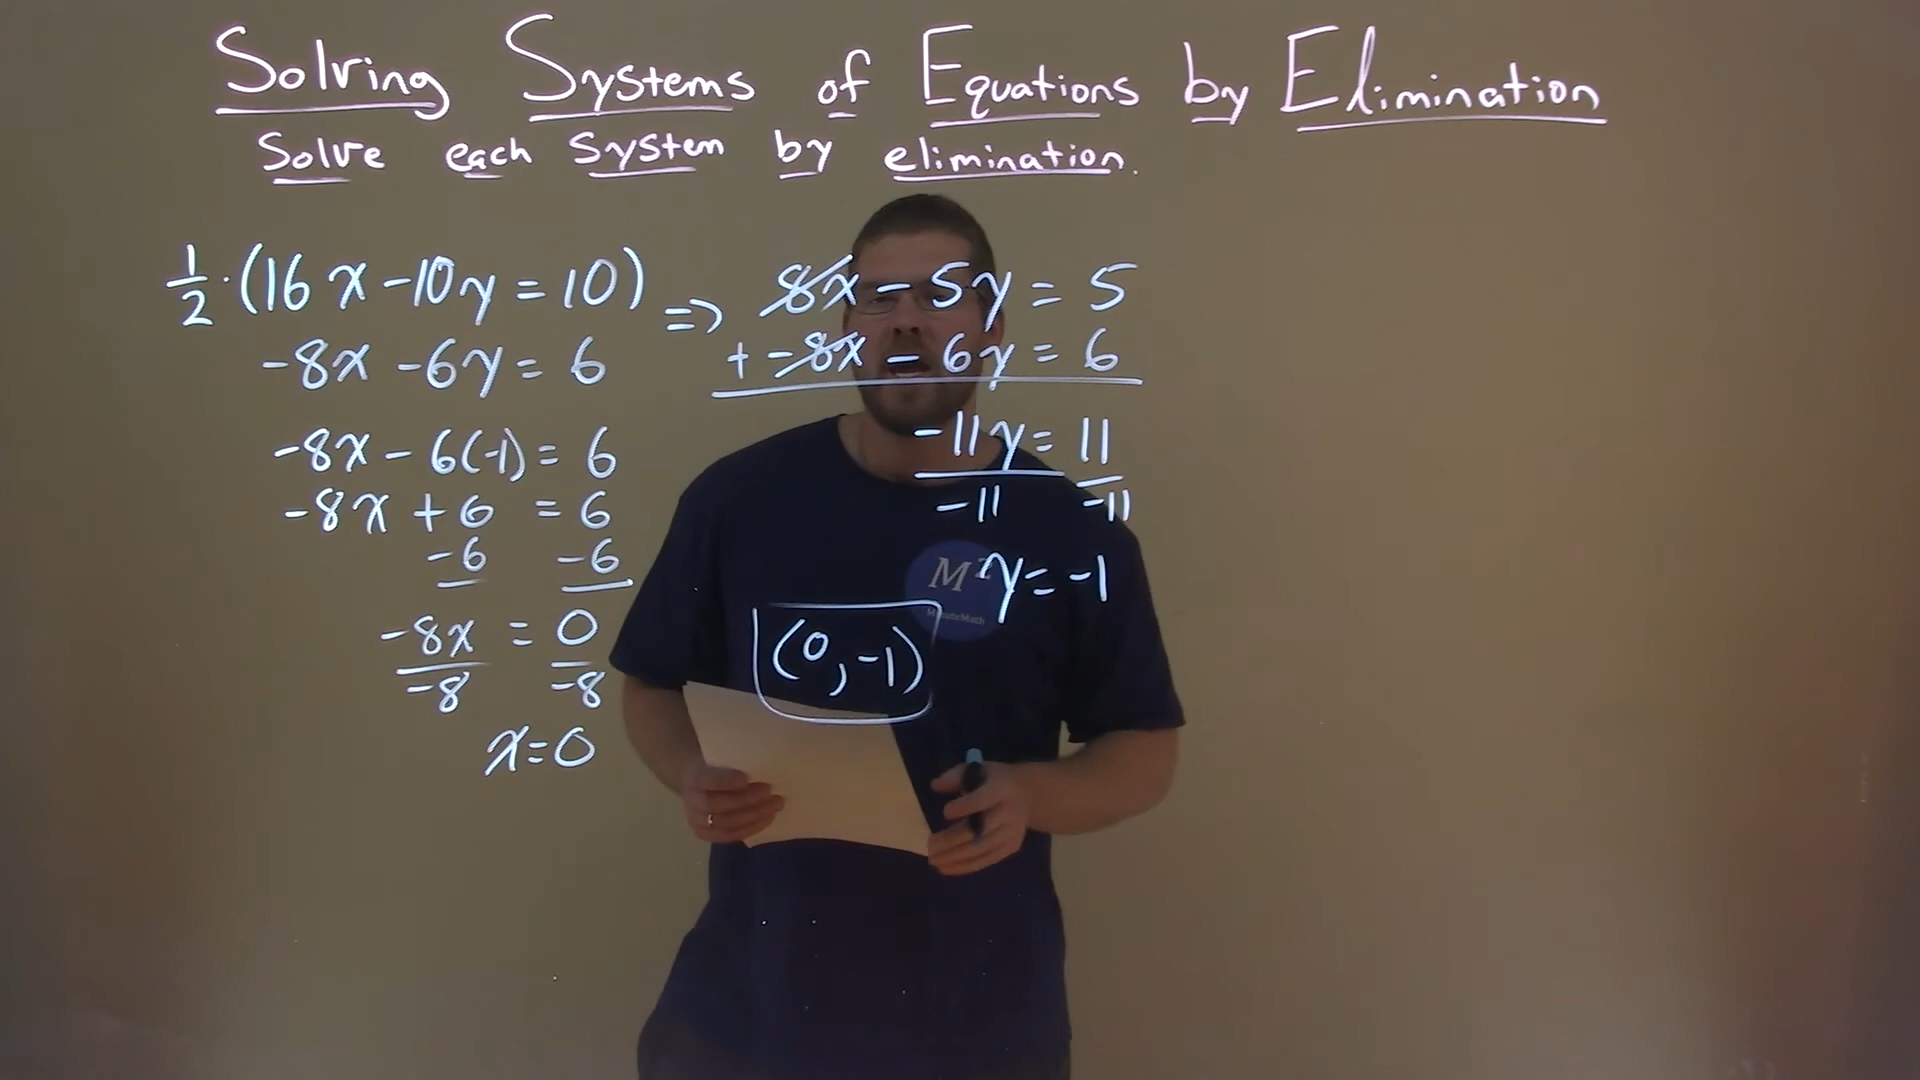 Solving Systems of Equations by Elimination
Solve each system by elimination.
1/2 · (16x - 10y = 10)
-8x - 6y = 6
⇒
8x - 5y = 5
+ -8x - 6y = 6
-11y = 11
-11 -11
y = -1
-8x - 6(-1) = 6
-8x + 6 = 6
-6 -6
-8x = 0
-8 -8
x = 0
(0, -1)
M²
MinuteMath